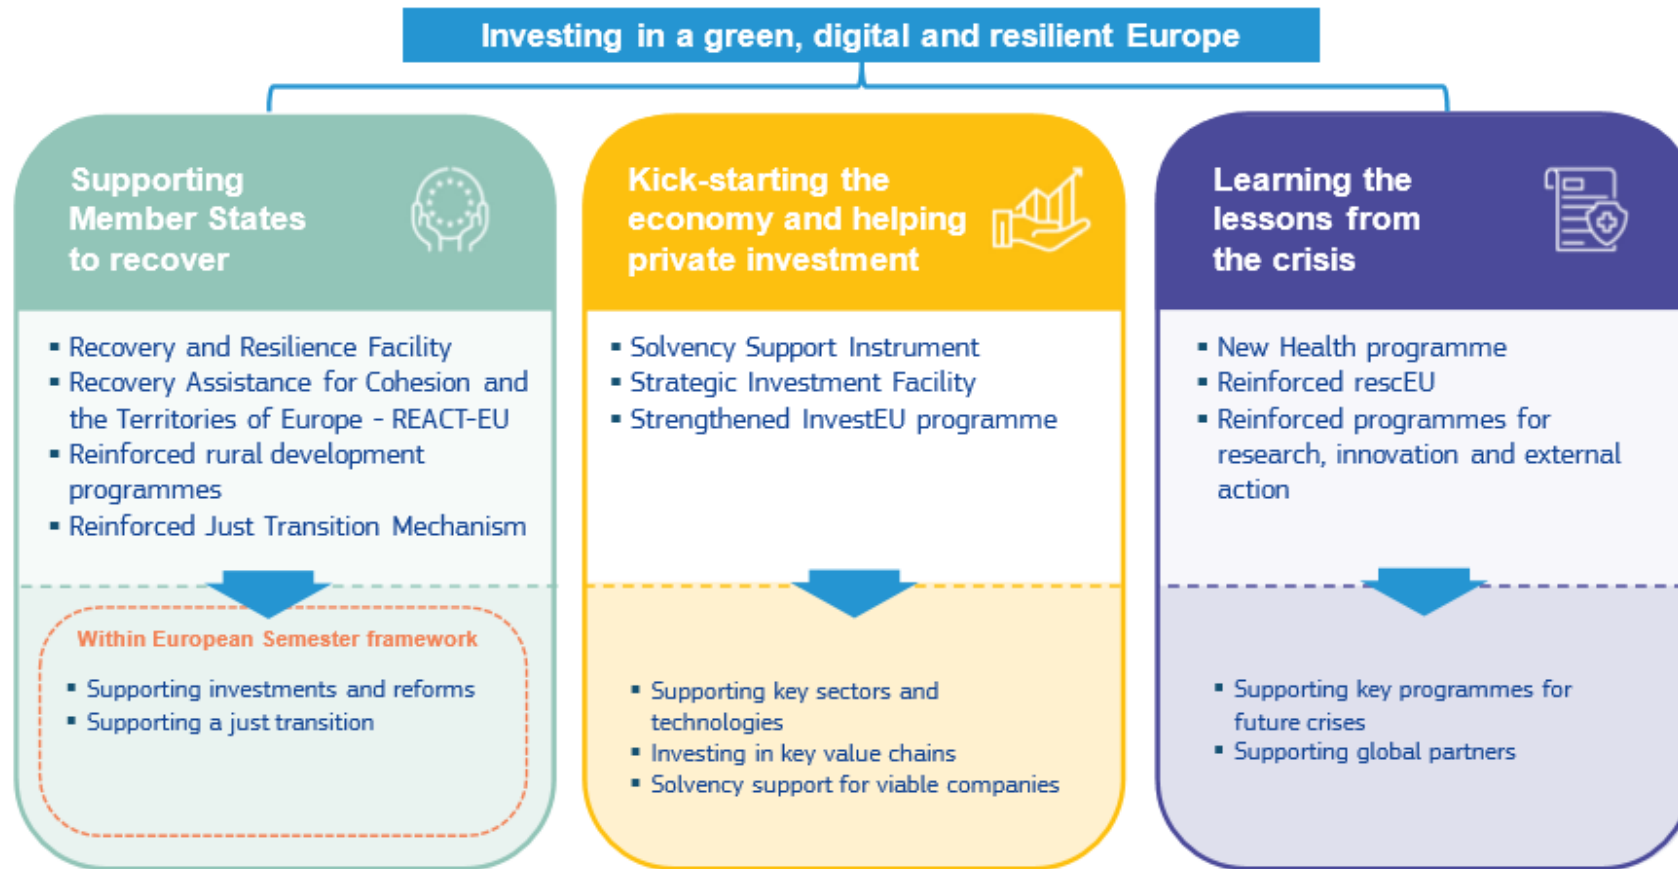 Investing in a green, digital and resilient Europe
Supporting
Member States
to recover
▪ Recovery and Resilience Facility
▪ Recovery Assistance for Cohesion and
the Territories of Europe - REACT-EU
▪ Reinforced rural development
programmes
▪ Reinforced Just Transition Mechanism
Within European Semester framework
▪ Supporting investments and reforms
▪ Supporting a just transition
Kick-starting the
economy and helping
private investment
▪ Solvency Support Instrument
▪ Strategic Investment Facility
▪ Strengthened InvestEU programme
▪ Supporting key sectors and
technologies
▪ Investing in key value chains
▪ Solvency support for viable companies
Learning the
lessons from
the crisis
▪ New Health programme
▪ Reinforced rescEU
▪ Reinforced programmes for
research, innovation and external
action
▪ Supporting key programmes for
future crises
▪ Supporting global partners